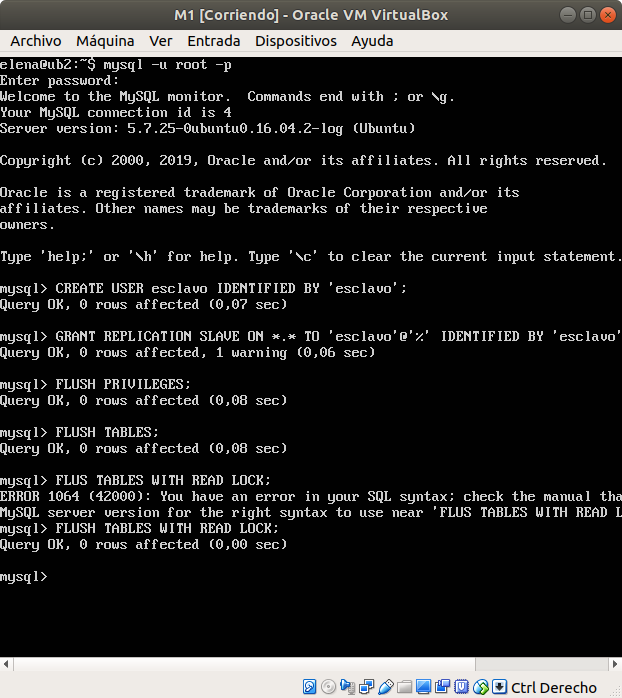 M1 [Corriendo] - Oracle VM VirtualBox
Archivo Máquina Ver Entrada Dispositivos Ayuda
elena@ub2:~$ mysql -u root -p
Enter password:
Welcome to the MySQL monitor.  Commands end with ; or \g.
Your MySQL connection id is 4
Server version: 5.7.25-0ubuntu0.16.04.2-log (Ubuntu)
Copyright (c) 2000, 2019, Oracle and/or its affiliates. All rights reserved.
Oracle is a registered trademark of Oracle Corporation and/or its
affiliates. Other names may be trademarks of their respective
owners.
Type 'help;' or '\h' for help. Type '\c' to clear the current input statement.
mysql> CREATE USER esclavo IDENTIFIED BY 'esclavo';
Query OK, 0 rows affected (0,07 sec)
mysql> GRANT REPLICATION SLAVE ON *.* TO 'esclavo'@'%' IDENTIFIED BY 'esclavo'
Query OK, 0 rows affected, 1 warning (0,06 sec)
mysql> FLUSH PRIVILEGES;
Query OK, 0 rows affected (0,08 sec)
mysql> FLUSH TABLES;
Query OK, 0 rows affected (0,08 sec)
mysql> FLUS TABLES WITH READ LOCK;
ERROR 1064 (42000): You have an error in your SQL syntax; check the manual tha
MySQL server version for the right syntax to use near 'FLUS TABLES WITH READ L
mysql> FLUSH TABLES WITH READ LOCK;
Query OK, 0 rows affected (0,00 sec)
mysql>
Ctrl Derecho